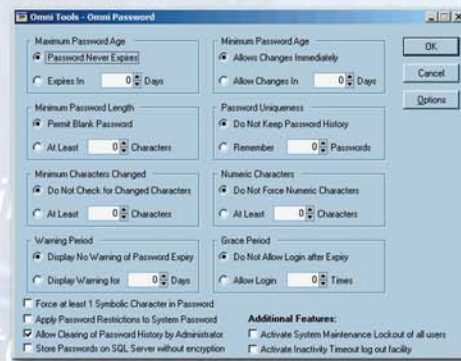 Omni Tools - Omni Password
Maximum Password Age
Password Never Expires
Expires In 0 Days
Minimum Password Age
Allows Changes Immediately
Allow Changes In 0 Days
OK
Cancel
Options
Minimum Password Length
Permit Blank Password
At Least 0 Characters
Password Uniqueness
Do Not Keep Password History
Remember 0 Passwords
Minimum Characters Changed
Do Not Check for Changed Characters
At Least 0 Characters
Numeric Characters
Do Not Force Numeric Characters
At Least 0 Characters
Warning Period
Display No Warning of Password Expiry
Display Warning for 0 Days
Grace Period
Do Not Allow Login after Expiry
Allow Login 0 Times
Force at least 1 Symbolic Character in Password
Apply Password Restrictions to System Password
Allow Clearing of Password History by Administrator
Store Passwords on SQL Server without encryption
Additional Features:
Activate System Maintenance Lockout of all users
Activate Inactivity Timeout log out facility